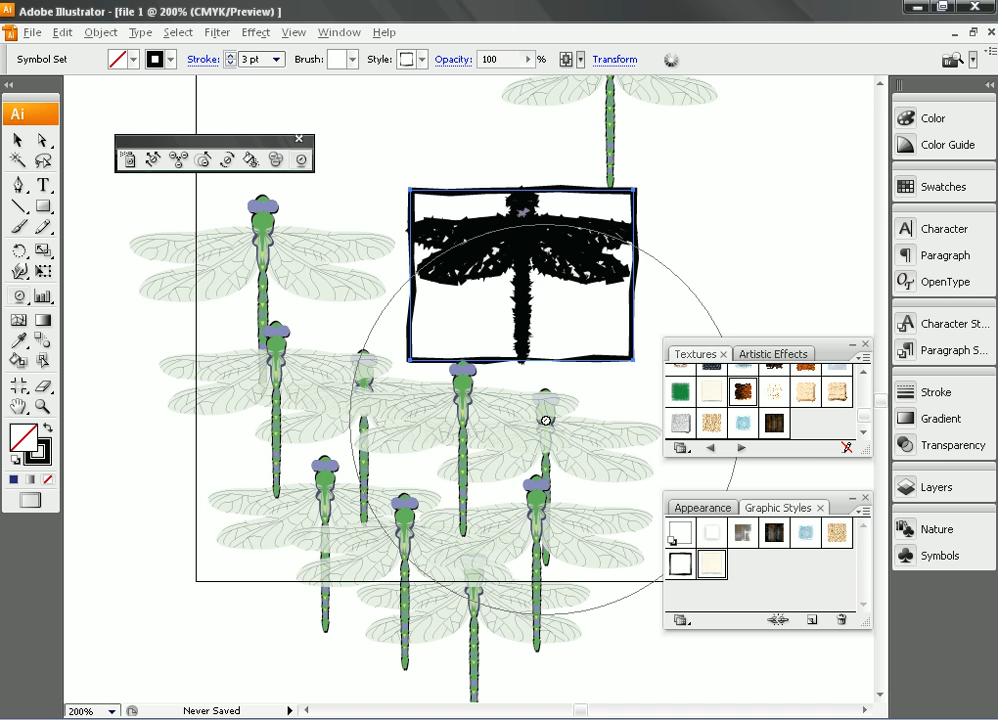 Ai Adobe Illustrator - [file 1 @ 200% (CMYK/Preview) ]
File Edit Object Type Select Filter Effect View Window Help
Symbol Set Stroke: 3 pt Brush: Style: Opacity: 100 % Transform
Ai
Color
Color Guide
Swatches
Character
Paragraph
OpenType
Character St...
Paragraph S...
Stroke
Gradient
Transparency
Layers
Nature
Symbols
Textures Artistic Effects
Appearance Graphic Styles
200% Never Saved